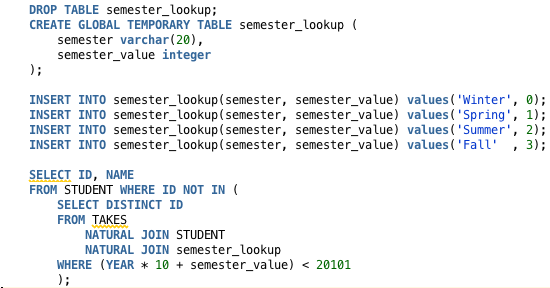 DROP TABLE semester_lookup;
CREATE GLOBAL TEMPORARY TABLE semester_lookup (
    semester varchar(20),
    semester_value integer
);

INSERT INTO semester_lookup(semester, semester_value) values('Winter', 0);
INSERT INTO semester_lookup(semester, semester_value) values('Spring', 1);
INSERT INTO semester_lookup(semester, semester_value) values('Summer', 2);
INSERT INTO semester_lookup(semester, semester_value) values('Fall'  , 3);

SELECT ID, NAME
FROM STUDENT WHERE ID NOT IN (
    SELECT DISTINCT ID
    FROM TAKES
        NATURAL JOIN STUDENT
        NATURAL JOIN semester_lookup
    WHERE (YEAR * 10 + semester_value) < 20101
    );